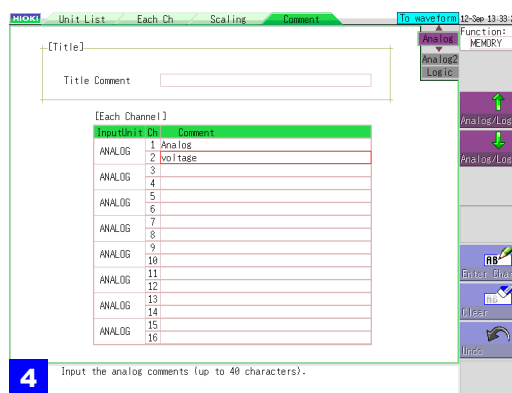 HIOKI Unit List Each Ch Scaling Comment To waveform 12-Sep 13:33
Function:
MEMORY
Analog
Analog2
Logic
[Title]
Title Comment
[Each Channel]
InputUnit Ch Comment
ANALOG 1 Analog
2 voltage
ANALOG 3
4
ANALOG 5
6
ANALOG 7
8
ANALOG 9
10
ANALOG 11
12
ANALOG 13
14
ANALOG 15
16
Analog/Log
Analog/Log
AB
Enter Char
AB
Clear
Undo
4 Input the analog comments (up to 40 characters).